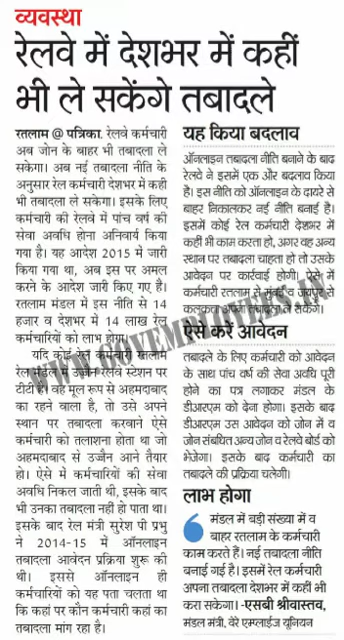 व्यवस्था
रेलवे में देशभर में कहीं
भी ले सकेंगे तबादले
रतलाम @ पत्रिका. रेलवे कर्मचारी
अब जोन के बाहर भी तबादला ले
सकेगा। अब नई तबादला नीति के
अनुसार रेल कर्मचारी देशभर में कही
भी तबादला ले सकेगा। इसके लिए
कर्मचारी की रेलवे में पांच वर्ष की
सेवा अवधि होना अनिवार्य किया
गया है। यह आदेश 2015 में जारी
किया गया था, अब इस पर अमल
करने के आदेश जारी किए गए है।
रतलाम मंडल में इस नीति से 14
हजार व देशभर में 14 लाख रेल
कर्मचारियों को लाभ होगा।
यदि कोई रेल कर्मचारी रतलाम
रेल मंडल में उज्जैन रेलवे स्टेशन पर
टीटी है। वह मूल रूप से अहमदाबाद
का रहने वाला है, तो उसे अपने
स्थान पर तबादला करवाने ऐसे
कर्मचारी को तलाशना होता था जो
अहमदाबाद से उज्जैन आने तैयार
हो। ऐसे में कर्मचारियों की सेवा
अवधि निकल जाती थी, इसके बाद
भी उनका तबादला नही हो पाता था।
इसके बाद रेल मंत्री सुरेश पी प्रभु
ने 2014-15 में ऑनलाइन
तबादला आवेदन प्रक्रिया शुरू की
थी। इससे ऑनलाइन ही
कर्मचारियों को यह पता चलता था
कि कहां पर कौन कर्मचारी कहां का
तबादला मांग रहा है।
यह किया बदलाव
ऑनलाइन तबादला नीति बनाने के बाद
रेलवे ने इसमें एक और बदलाव किया
है। इस नीति को ऑनलाइन के दायरे से
बाहर निकालकर नई नीति बनाई है।
इसमें कोई रेल कर्मचारी देशभर में
कहीं भी काम करता हो, अगर वह अन्य
स्थान पर तबादला चाहता हो तो उसके
आवेदन पर कार्रवाई होगी। ऐसे में
कर्मचारी रतलाम से मुंबई व जयपुर से
कलकता अपना तबादला ले सकेंगे।
ऐसे करें आवेदन
तबादले के लिए कर्मचारी को आवेदन
के साथ पांच वर्ष की सेवा अवधि पूरी
होने का पत्र लगाकर मंडल के
डीआरएम को देना होगा। इसके बाद
डीआरएम उस आवेदन को जोन में व
जोन संबधित अन्य जोन व रेलवे बोर्ड को
भेजेगा। इसके बाद कर्मचारी का
तबादले की प्रक्रिया चलेगी।
लाभ होगा
मंडल में बड़ी संख्या में व
बाहर रतलाम के कर्मचारी
काम करते हैं। नई तबादला नीति
बनाई गई है। इसमें रेल कर्मचारी
अपना तबादला देशभर में कहीं भी
करा सकेगा। -एसबी श्रीवास्तव,
मंडल मंत्री, वेरे एम्प्लाईज यूनियन
WWW.GOVEMPLOYEES.IN